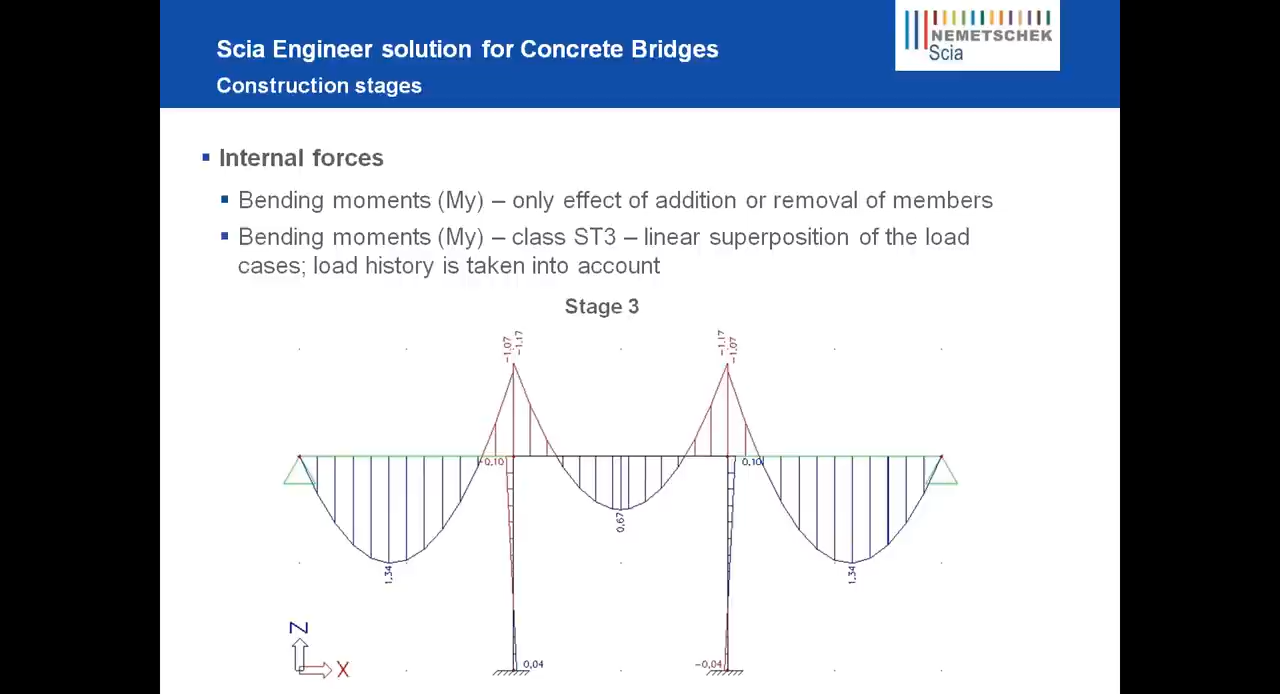 Scia Engineer solution for Concrete Bridges
Construction stages
NEMETSCHEK
Scia
Internal forces
Bending moments (My) – only effect of addition or removal of members
Bending moments (My) – class ST3 – linear superposition of the load
cases; load history is taken into account
Stage 3
-1,07
-1,17
-1,17
-1,07
-0,10
0,10
0,67
1,34
1,34
Z
X
0,04
-0,04